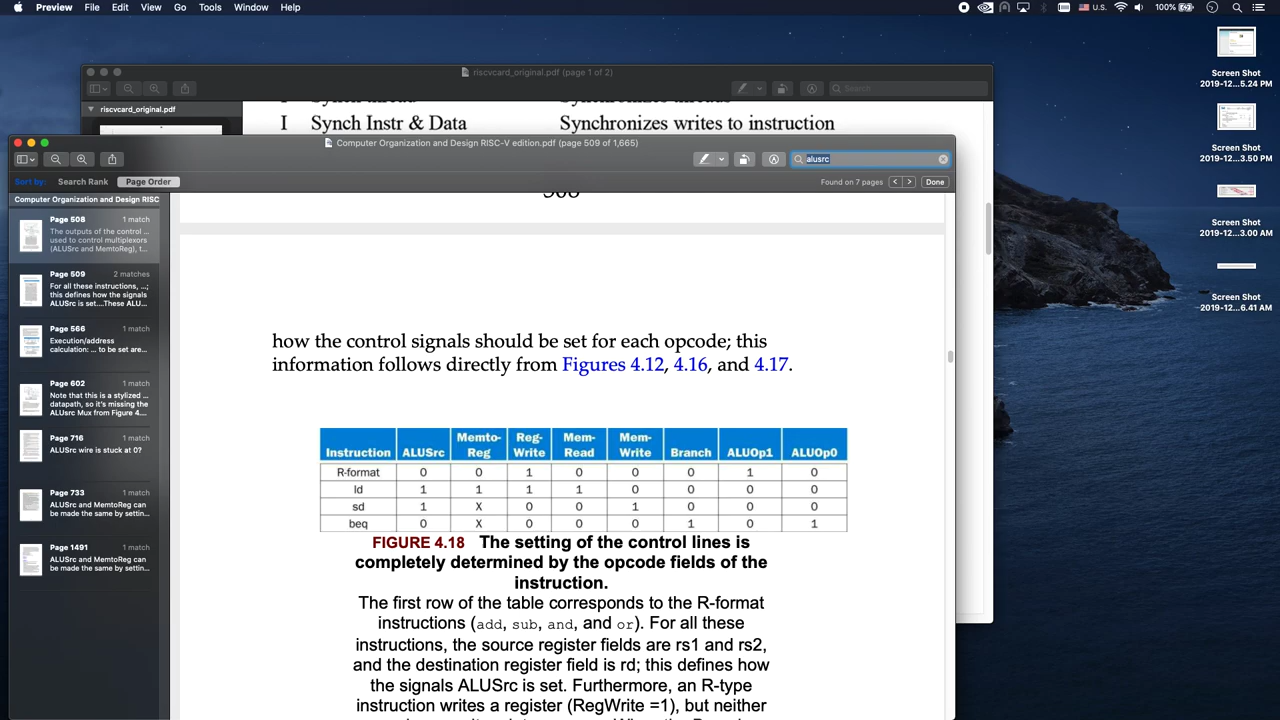 Preview File Edit View Go Tools Window Help
U.S. 100%
riscvcard_original.pdf (page 1 of 2)
Search
riscvcard_original.pdf
I Synch thread Synchronizes threads
I Synch Instr & Data Synchronizes writes to instruction
Computer Organization and Design RISC-V edition.pdf (page 509 of 1,665)
alusrc
Sort by: Search Rank Page Order
Found on 7 pages
Done
Computer Organization and Design RISC
Page 508 1 match
The outputs of the control ...
used to control multiplexors
(ALUSrc and MemtoReg), t...
Page 509 2 matches
For all these instructions, ...;
this defines how the signals
ALUSrc is set....These ALU...
Page 566 1 match
Execution/address
calculation: ... to be set are...
Page 602 1 match
Note that this is a stylized ...
datapath, so it's missing the
ALUsrc Mux from Figure 4....
Page 716 1 match
ALUSrc wire is stuck at 0?
Page 733 1 match
ALUSrc and MemtoReg can
be made the same by settin...
Page 1491 1 match
ALUSrc and MemtoReg can
be made the same by settin...
508
how the control signals should be set for each opcode; this
information follows directly from Figures 4.12, 4.16, and 4.17.
Instruction ALUSrc Memto-Reg Reg-Write Mem-Read Mem-Write Branch ALUOp1 ALUOp0
R-format 0 0 1 0 0 0 1 0
ld 1 1 1 1 0 0 0 0
sd 1 X 0 0 1 0 0 0
beq 0 X 0 0 0 1 0 1
FIGURE 4.18 The setting of the control lines is
completely determined by the opcode fields of the
instruction.
The first row of the table corresponds to the R-format
instructions (add, sub, and, and or). For all these
instructions, the source register fields are rs1 and rs2,
and the destination register field is rd; this defines how
the signals ALUSrc is set. Furthermore, an R-type
instruction writes a register (RegWrite =1), but neither
Screen Shot
2019-12...5.24 PM
Screen Shot
2019-12...3.50 PM
Screen Shot
2019-12...3.00 AM
Screen Shot
2019-12...6.41 AM